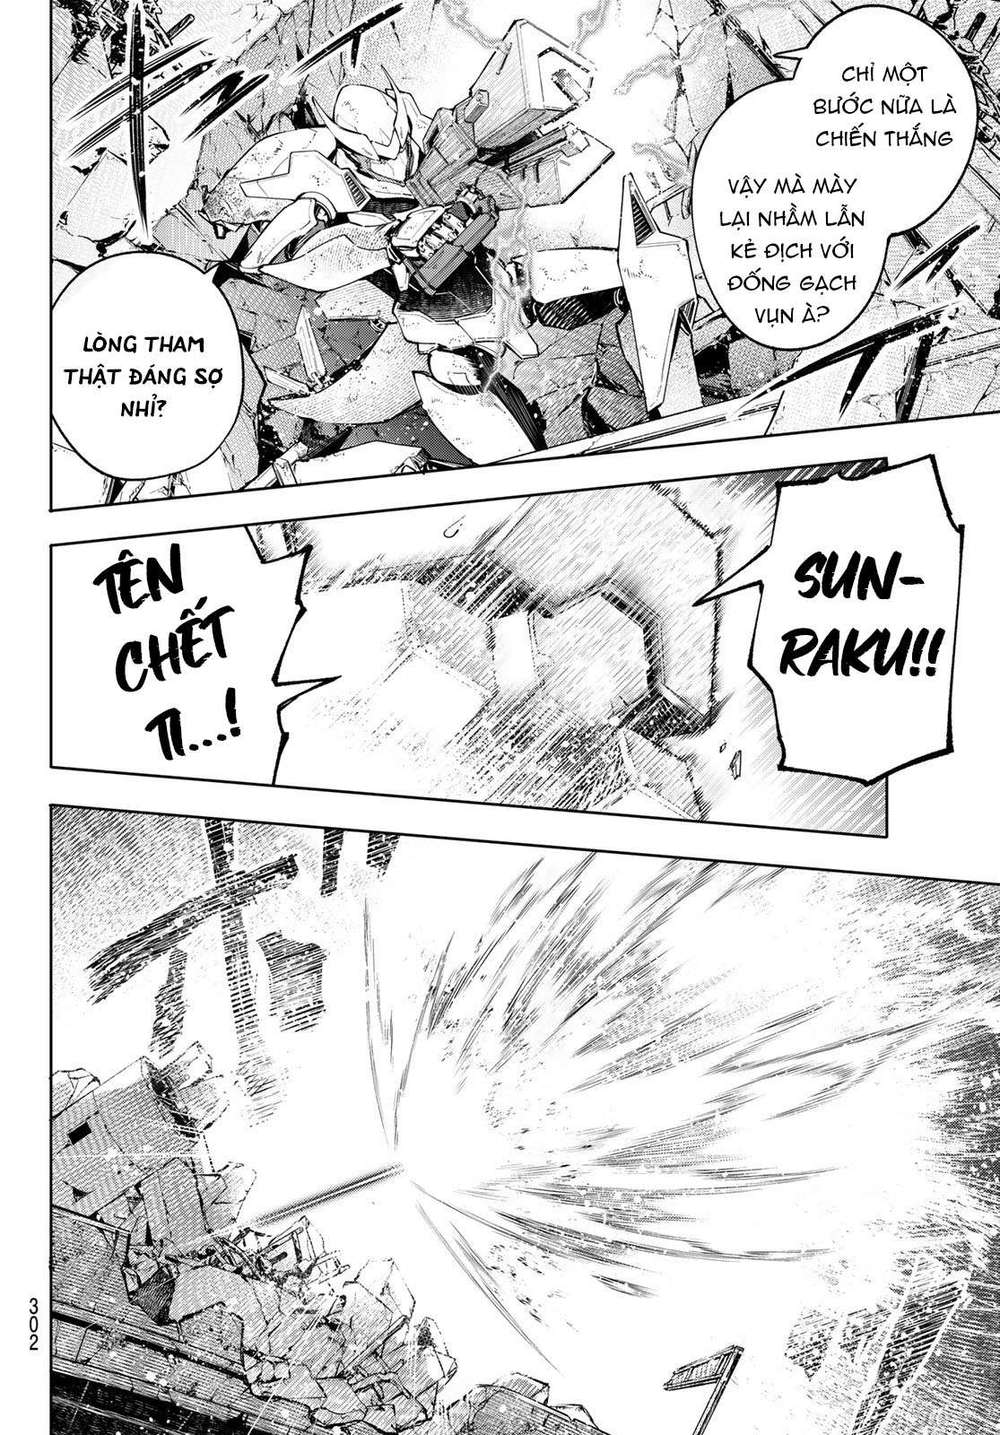 CHỈ MỘT
BƯỚC NỮA LÀ
CHIẾN THẮNG
VẬY MÀ MÀY
LẠI NHẦM LẪN
KẺ ĐỊCH VỚI
ĐỐNG GẠCH
VỤN À?
LÒNG THAM
THẬT ĐÁNG SỢ
NHỈ?
SUN-
RAKU!!
TÊN
CHẾT
TI...!
302